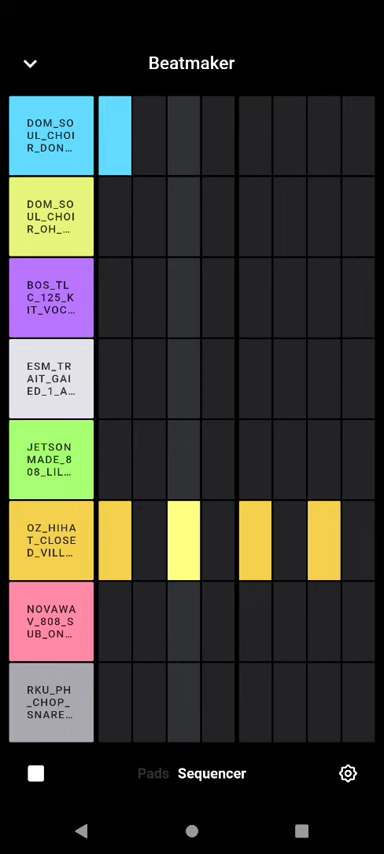 Beatmaker
DOM_SO
UL_CHOI
R_DON...
DOM_SO
UL_CHOI
R_OH_...
BOS_TL
C_125_K
IT_VOC...
ESM_TR
AIT_GAI
ED_1_A...
JETSON
MADE_8
08_LIL...
OZ_HIHA
T_CLOSE
D_VILL...
NOVAWA
V_808_S
UB_ON...
RKU_PH
_CHOP_
SNARE...
Pads Sequencer